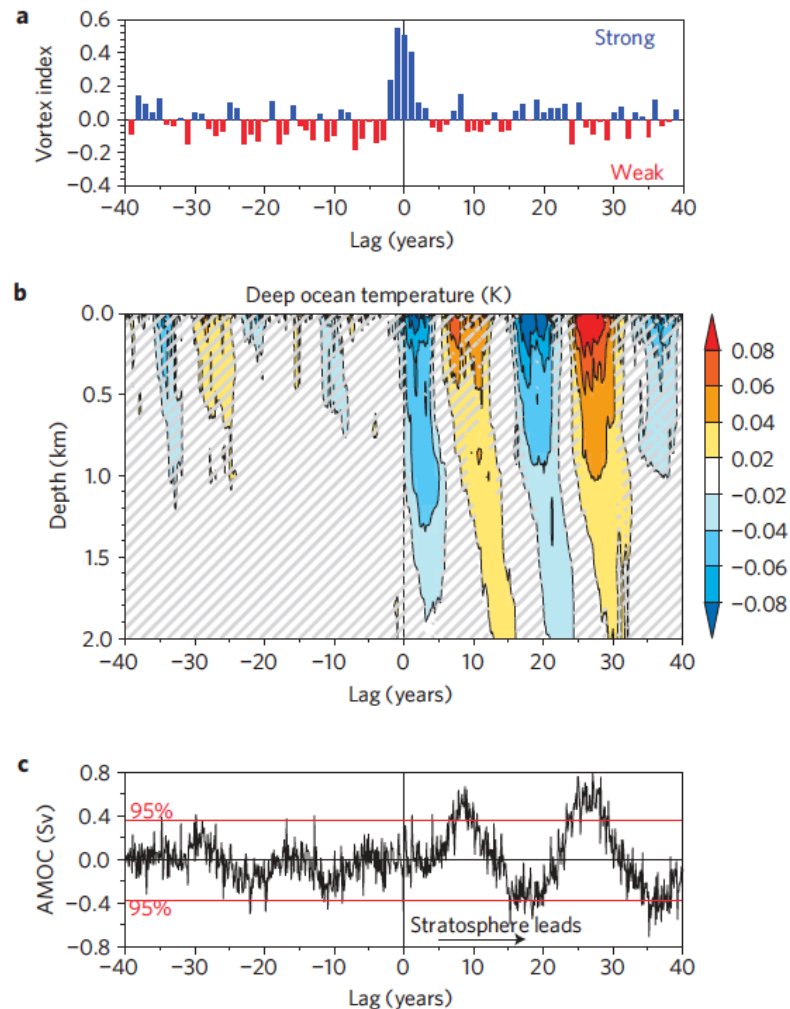 a
0.6
0.4
0.2
0.0
−0.2
−0.4
Vortex index
Strong
Weak
−40 −30 −20 −10 0 10 20 30 40
Lag (years)
b
Deep ocean temperature (K)
0.0
0.5
1.0
1.5
2.0
Depth (km)
0.08
0.06
0.04
0.02
−0.02
−0.04
−0.06
−0.08
−40 −30 −20 −10 0 10 20 30 40
Lag (years)
c
0.8
0.4
0.0
−0.4
−0.8
AMOC (Sv)
95%
95%
Stratosphere leads
−40 −30 −20 −10 0 10 20 30 40
Lag (years)